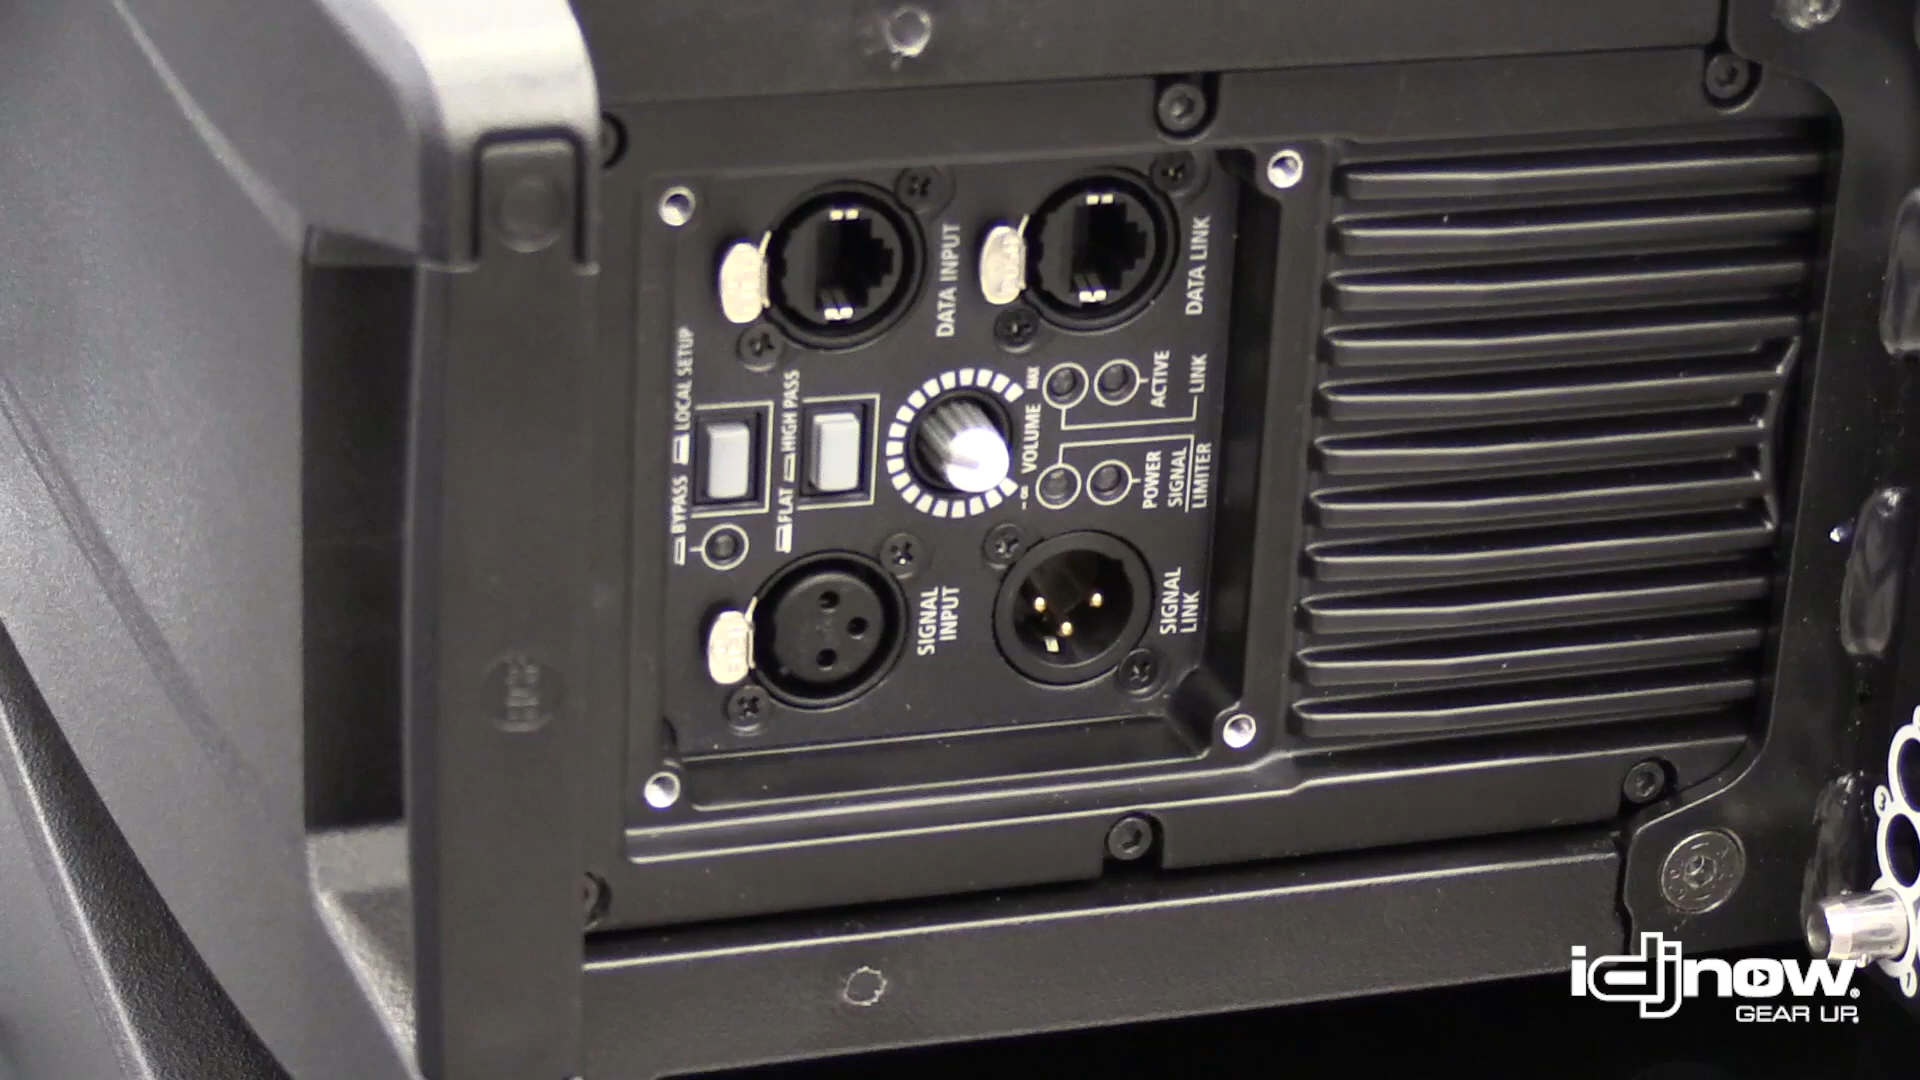 BYPASS LOCAL SETUP
FLAT HIGH PASS
DATA INPUT
DATA LINK
VOLUME
- ∞
MAX
ACTIVE
LINK
POWER
SIGNAL
LIMITER
SIGNAL
INPUT
SIGNAL
LINK
idjnow.
GEAR UP.